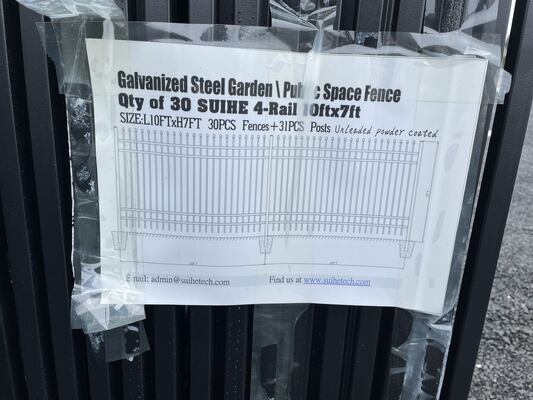 Galvanized Steel Garden \ Public Space Fence
Qty of 30 SUIHE 4-Rail 10ftx7ft
SIZE:L10FTxH7FT 30PCS Fences+31PCS Posts Unleaded powder coated
Email: admin@suihetech.com Find us at www.suihetech.com